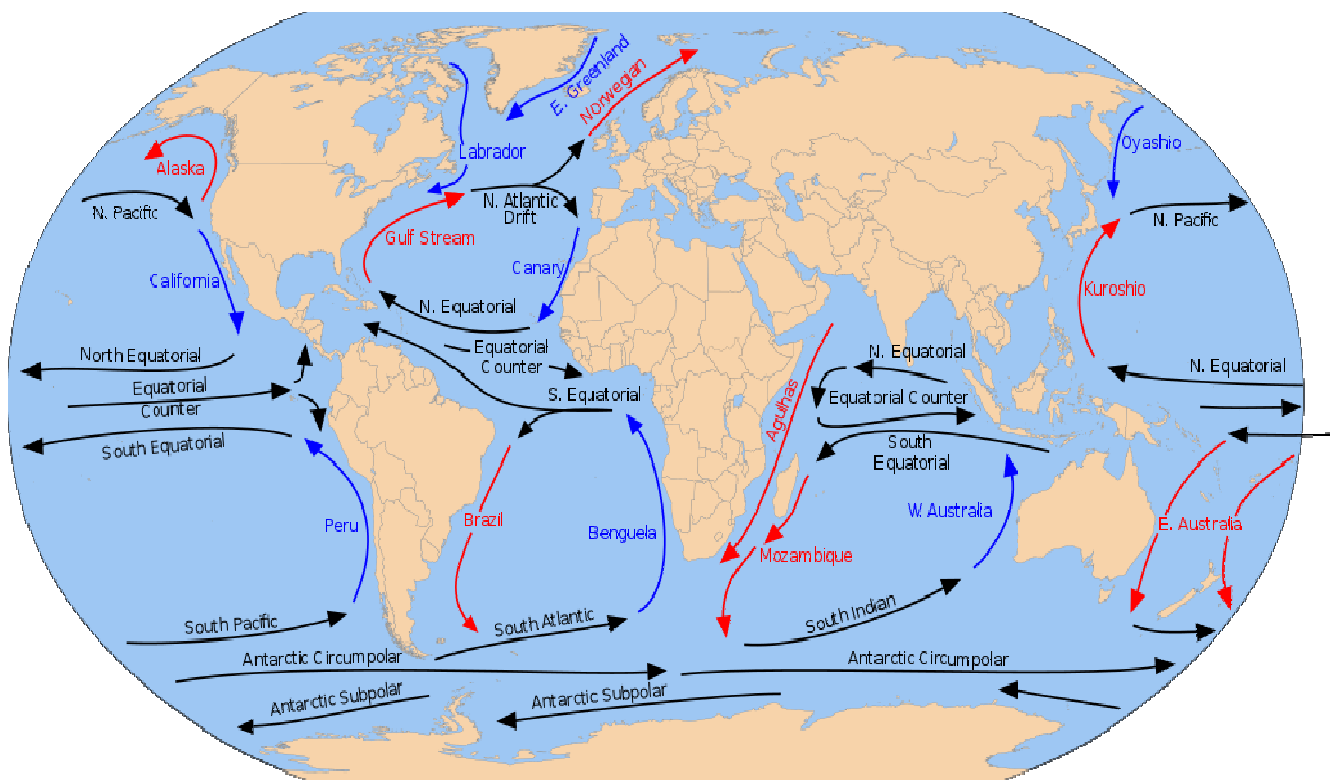 E. Greenland
Norwegian
Labrador
Oyashio
Alaska
N. Pacific
N. Atlantic
Drift
N. Pacific
Gulf Stream
Canary
California
Kuroshio
N. Equatorial
North Equatorial
Equatorial
Counter
N. Equatorial
N. Equatorial
Equatorial
Counter
S. Equatorial
Agulhas
Equatorial Counter
South Equatorial
South
Equatorial
Peru
Brazil
Benguela
W. Australia
E. Australia
Mozambique
South Pacific
South Atlantic
South Indian
Antarctic Circumpolar
Antarctic Circumpolar
Antarctic Subpolar
Antarctic Subpolar